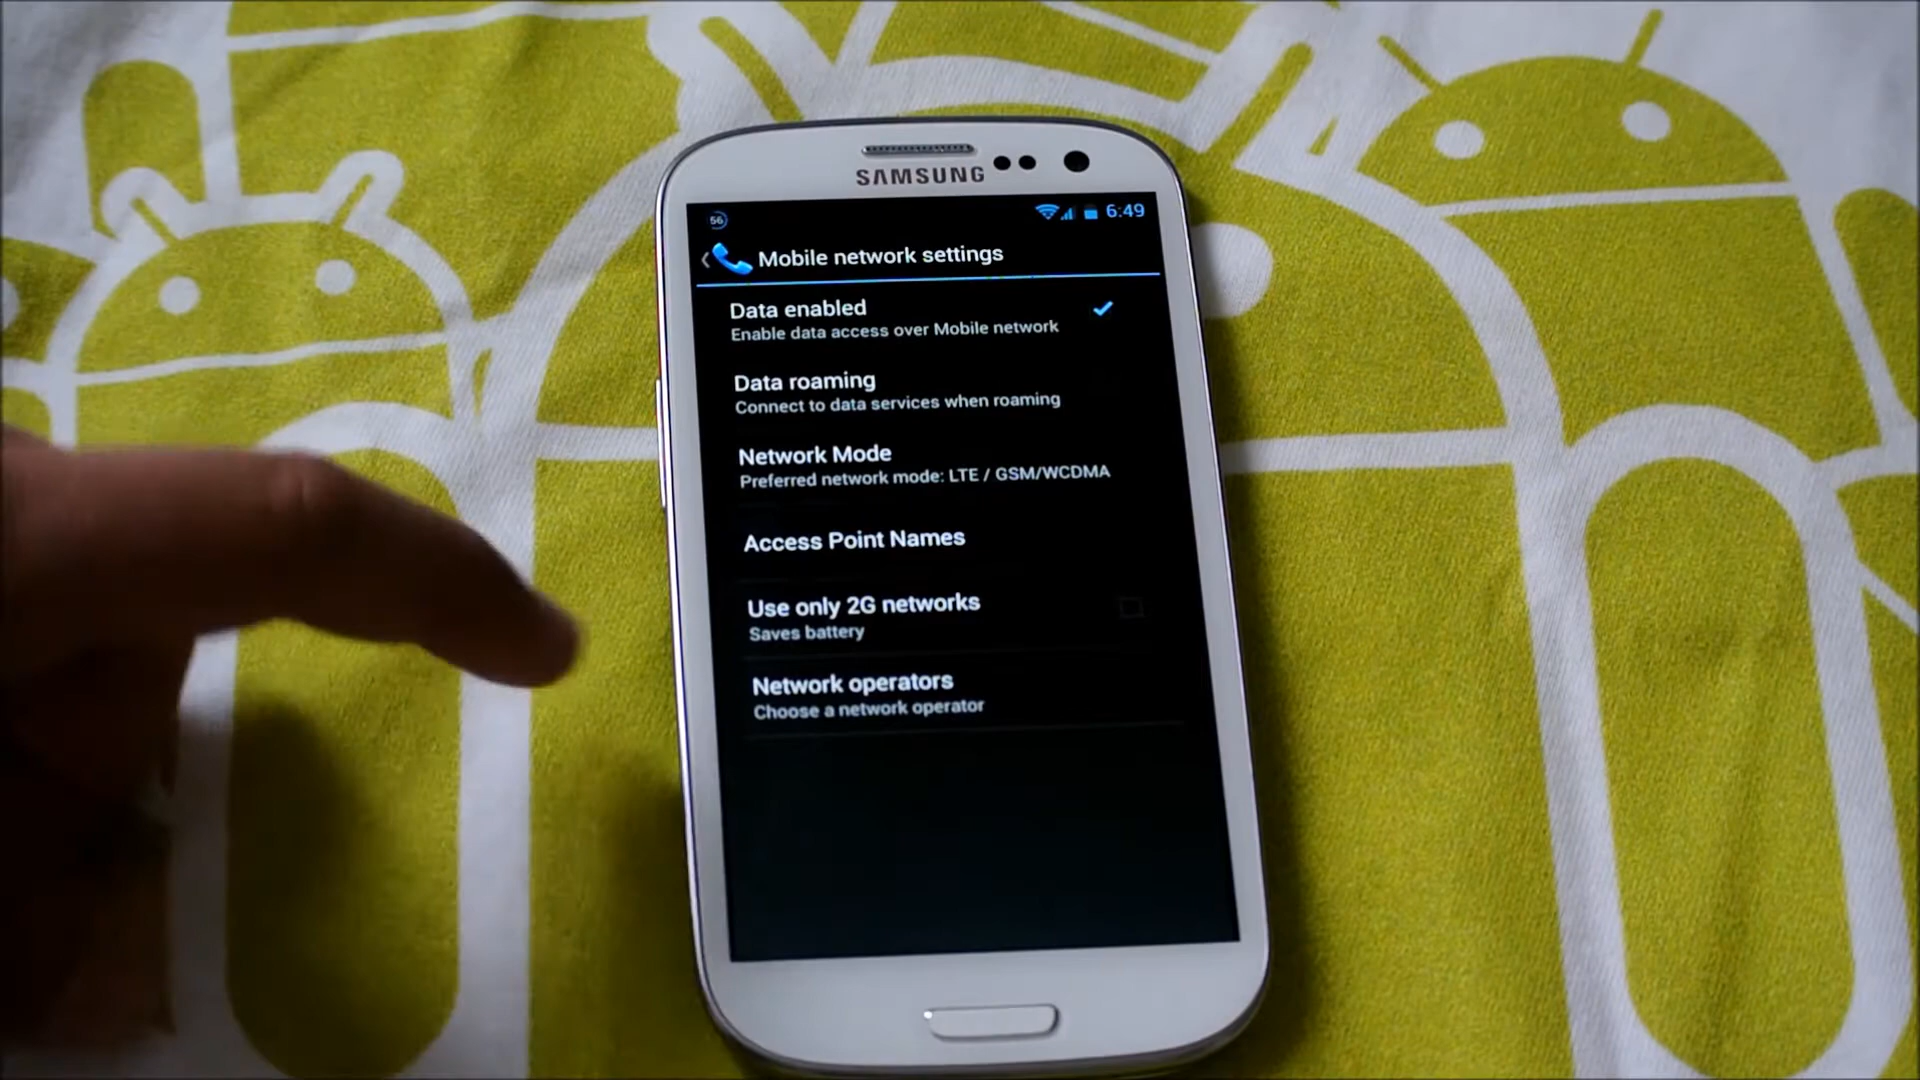 SAMSUNG
56
6:49
Mobile network settings
Data enabled
Enable data access over Mobile network
Data roaming
Connect to data services when roaming
Network Mode
Preferred network mode: LTE / GSM/WCDMA
Access Point Names
Use only 2G networks
Saves battery
Network operators
Choose a network operator